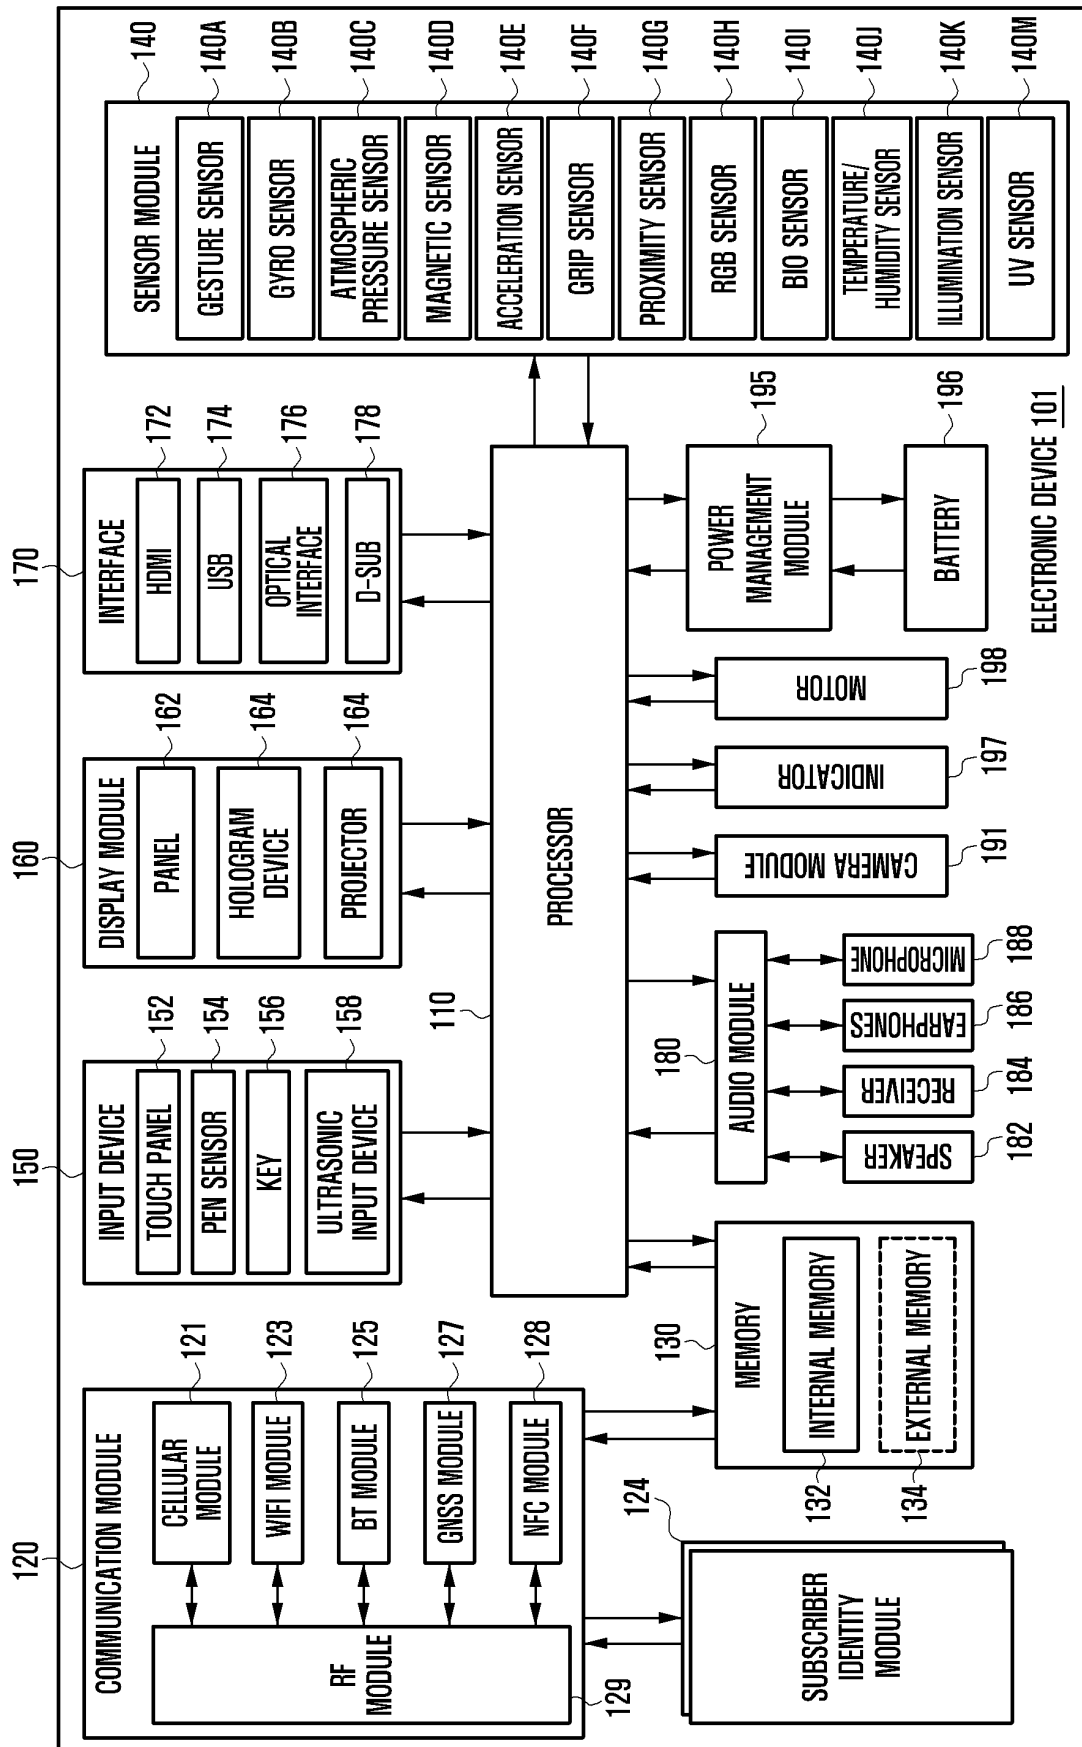 ELECTRONIC DEVICE 101
120
COMMUNICATION MODULE
CELLULAR
MODULE
121
WIFI MODULE
123
BT MODULE
125
GNSS MODULE
127
NFC MODULE
128
RF
MODULE
129
SUBSCRIBER
IDENTITY
MODULE
124
150
INPUT DEVICE
TOUCH PANEL
152
PEN SENSOR
154
KEY
156
ULTRASONIC
INPUT DEVICE
158
160
DISPLAY MODULE
PANEL
162
HOLOGRAM
DEVICE
164
PROJECTOR
164
170
INTERFACE
HDMI
172
USB
174
OPTICAL
INTERFACE
176
D-SUB
178
SENSOR MODULE
140
GESTURE SENSOR
140A
GYRO SENSOR
140B
ATMOSPHERIC
PRESSURE SENSOR
140C
MAGNETIC SENSOR
140D
ACCELERATION SENSOR
140E
GRIP SENSOR
140F
PROXIMITY SENSOR
140G
RGB SENSOR
140H
BIO SENSOR
140I
TEMPERATURE/
HUMIDITY SENSOR
140J
ILLUMINATION SENSOR
140K
UV SENSOR
140M
110
PROCESSOR
130
MEMORY
INTERNAL MEMORY
132
EXTERNAL MEMORY
134
180
AUDIO MODULE
SPEAKER
182
RECEIVER
184
EARPHONES
186
MICROPHONE
188
CAMERA MODULE
191
INDICATOR
197
MOTOR
198
POWER
MANAGEMENT
MODULE
195
BATTERY
196